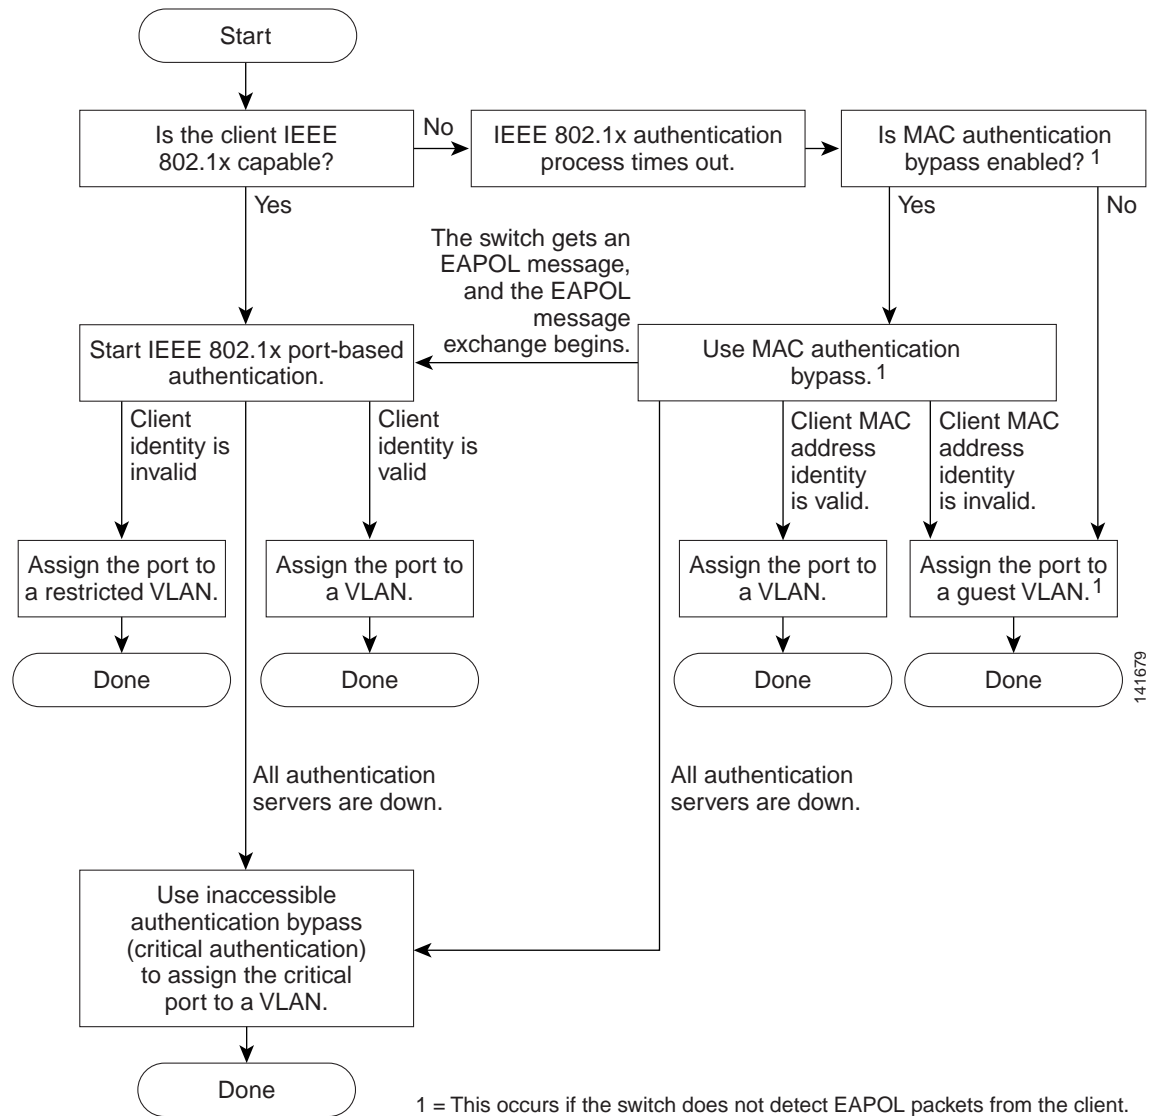 Start
Is the client IEEE
802.1x capable?
No
IEEE 802.1x authentication
process times out.
Is MAC authentication
bypass enabled? 1
Yes
Yes
No
The switch gets an
EAPOL message,
and the EAPOL
message
exchange begins.
Start IEEE 802.1x port-based
authentication.
Use MAC authentication
bypass. 1
Client
identity is
invalid
Client
identity is
valid
Client MAC
address
identity
is valid.
Client MAC
address
identity
is invalid.
Assign the port to
a restricted VLAN.
Assign the port to
a VLAN.
Assign the port to
a VLAN.
Assign the port to
a guest VLAN. 1
Done
Done
Done
Done
141679
All authentication
servers are down.
All authentication
servers are down.
Use inaccessible
authentication bypass
(critical authentication)
to assign the critical
port to a VLAN.
Done
1 = This occurs if the switch does not detect EAPOL packets from the client.